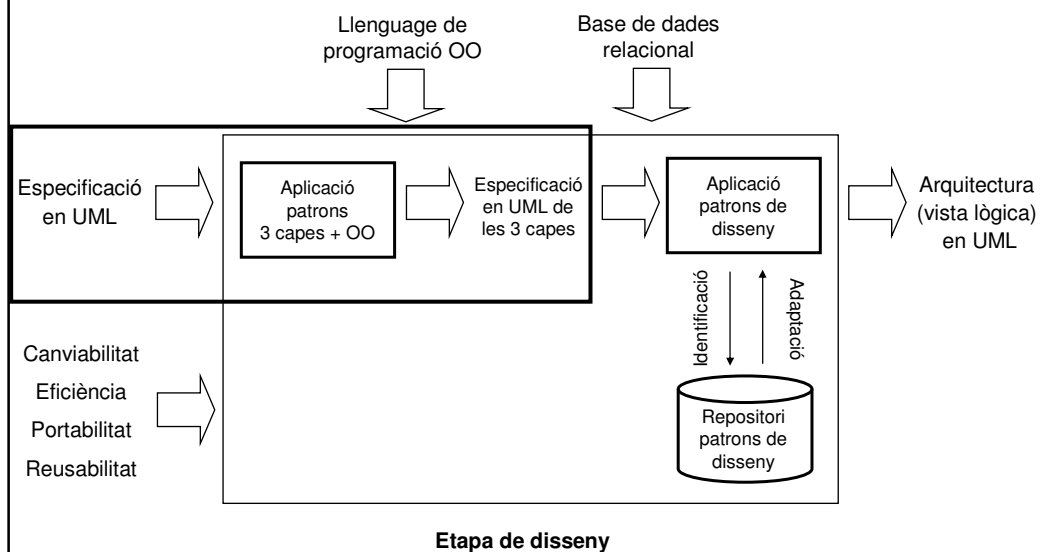 Llenguage de
programació OO
Base de dades
relacional
Especificació
en UML
Aplicació
patrons
3 capes + OO
Especificació
en UML de
les 3 capes
Aplicació
patrons de
disseny
Arquitectura
(vista lògica)
en UML
Identificació
Adaptació
Canviabilitat
Eficiència
Portabilitat
Reusabilitat
Repositori
patrons de
disseny
Etapa de disseny